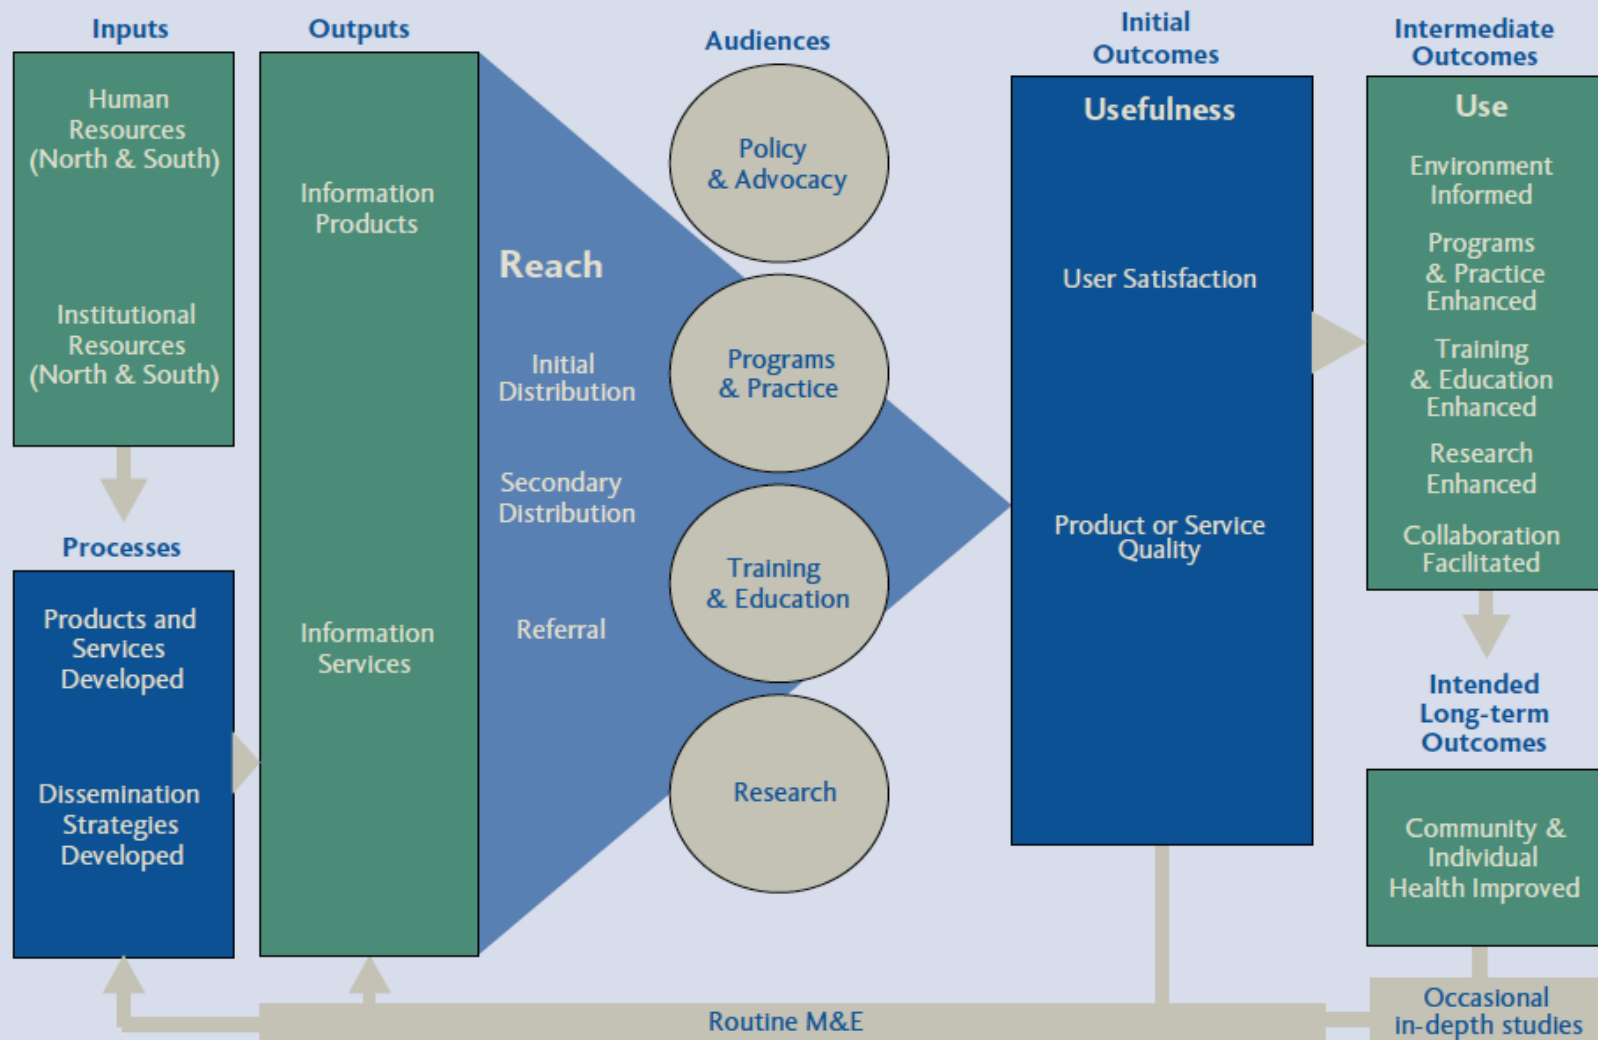 Inputs
Human
Resources
(North & South)
Institutional
Resources
(North & South)
Processes
Products and
Services
Developed
Dissemination
Strategies
Developed
Outputs
Information
Products
Information
Services
Reach
Initial
Distribution
Secondary
Distribution
Referral
Audiences
Policy
& Advocacy
Programs
& Practice
Training
& Education
Research
Initial
Outcomes
Usefulness
User Satisfaction
Product or Service
Quality
Intermediate
Outcomes
Use
Environment
Informed
Programs
& Practice
Enhanced
Training
& Education
Enhanced
Research
Enhanced
Collaboration
Facilitated
Intended
Long-term
Outcomes
Community &
Individual
Health Improved
Routine M&E
Occasional
in-depth studies